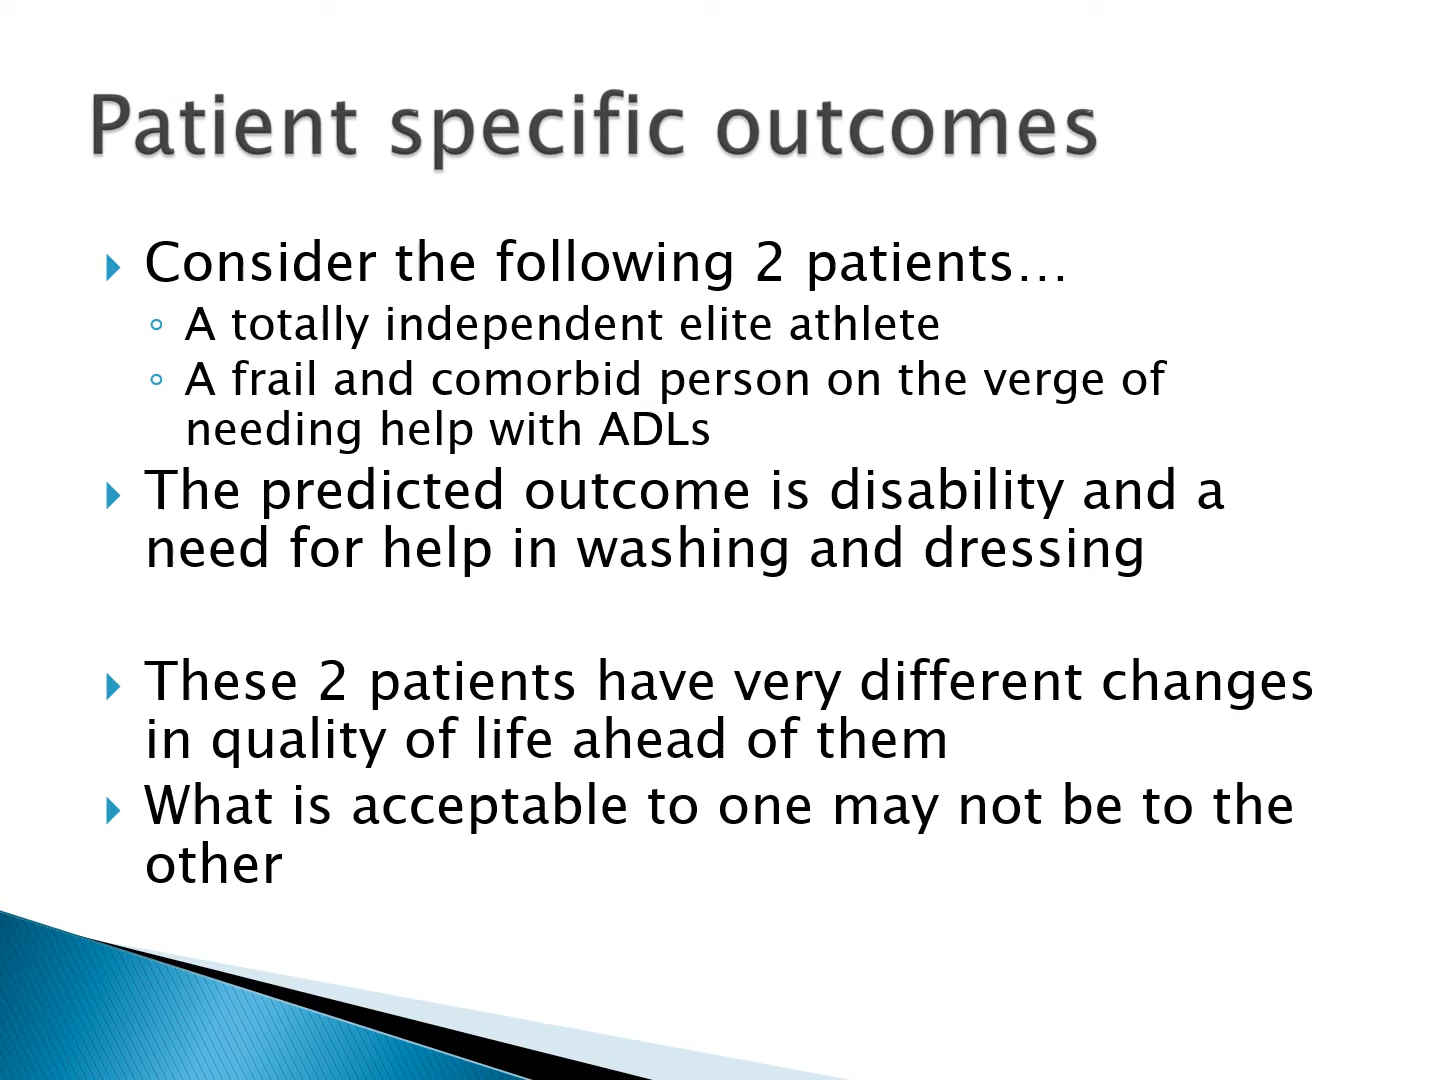 Patient specific outcomes
Consider the following 2 patients…
A totally independent elite athlete
A frail and comorbid person on the verge of
needing help with ADLs
The predicted outcome is disability and a
need for help in washing and dressing
These 2 patients have very different changes
in quality of life ahead of them
What is acceptable to one may not be to the
other